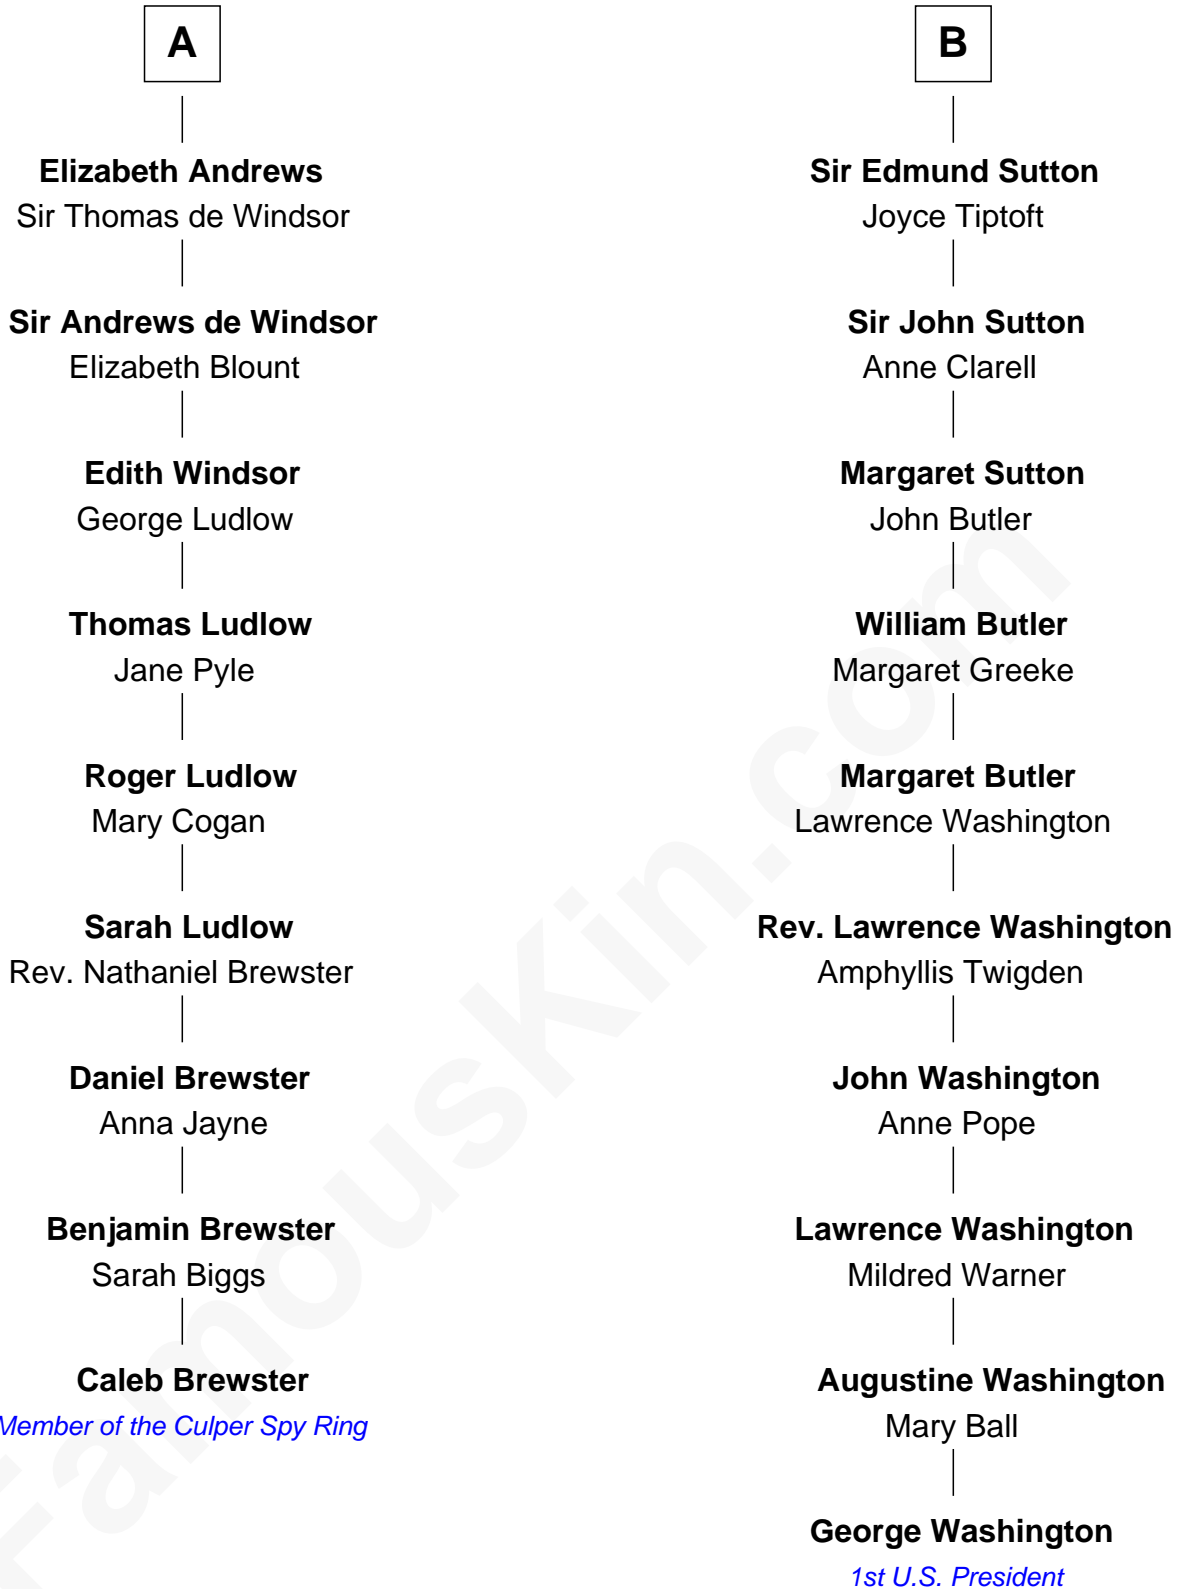 A
Elizabeth Andrews
Sir Thomas de Windsor
Sir Andrews de Windsor
Elizabeth Blount
Edith Windsor
George Ludlow
Thomas Ludlow
Jane Pyle
Roger Ludlow
Mary Cogan
Sarah Ludlow
Rev. Nathaniel Brewster
Daniel Brewster
Anna Jayne
Benjamin Brewster
Sarah Biggs
Caleb Brewster
Member of the Culper Spy Ring
B
Sir Edmund Sutton
Joyce Tiptoft
Sir John Sutton
Anne Clarell
Margaret Sutton
John Butler
William Butler
Margaret Greeke
Margaret Butler
Lawrence Washington
Rev. Lawrence Washington
Amphyllis Twigden
John Washington
Anne Pope
Lawrence Washington
Mildred Warner
Augustine Washington
Mary Ball
George Washington
1st U.S. President
FamousKin.com